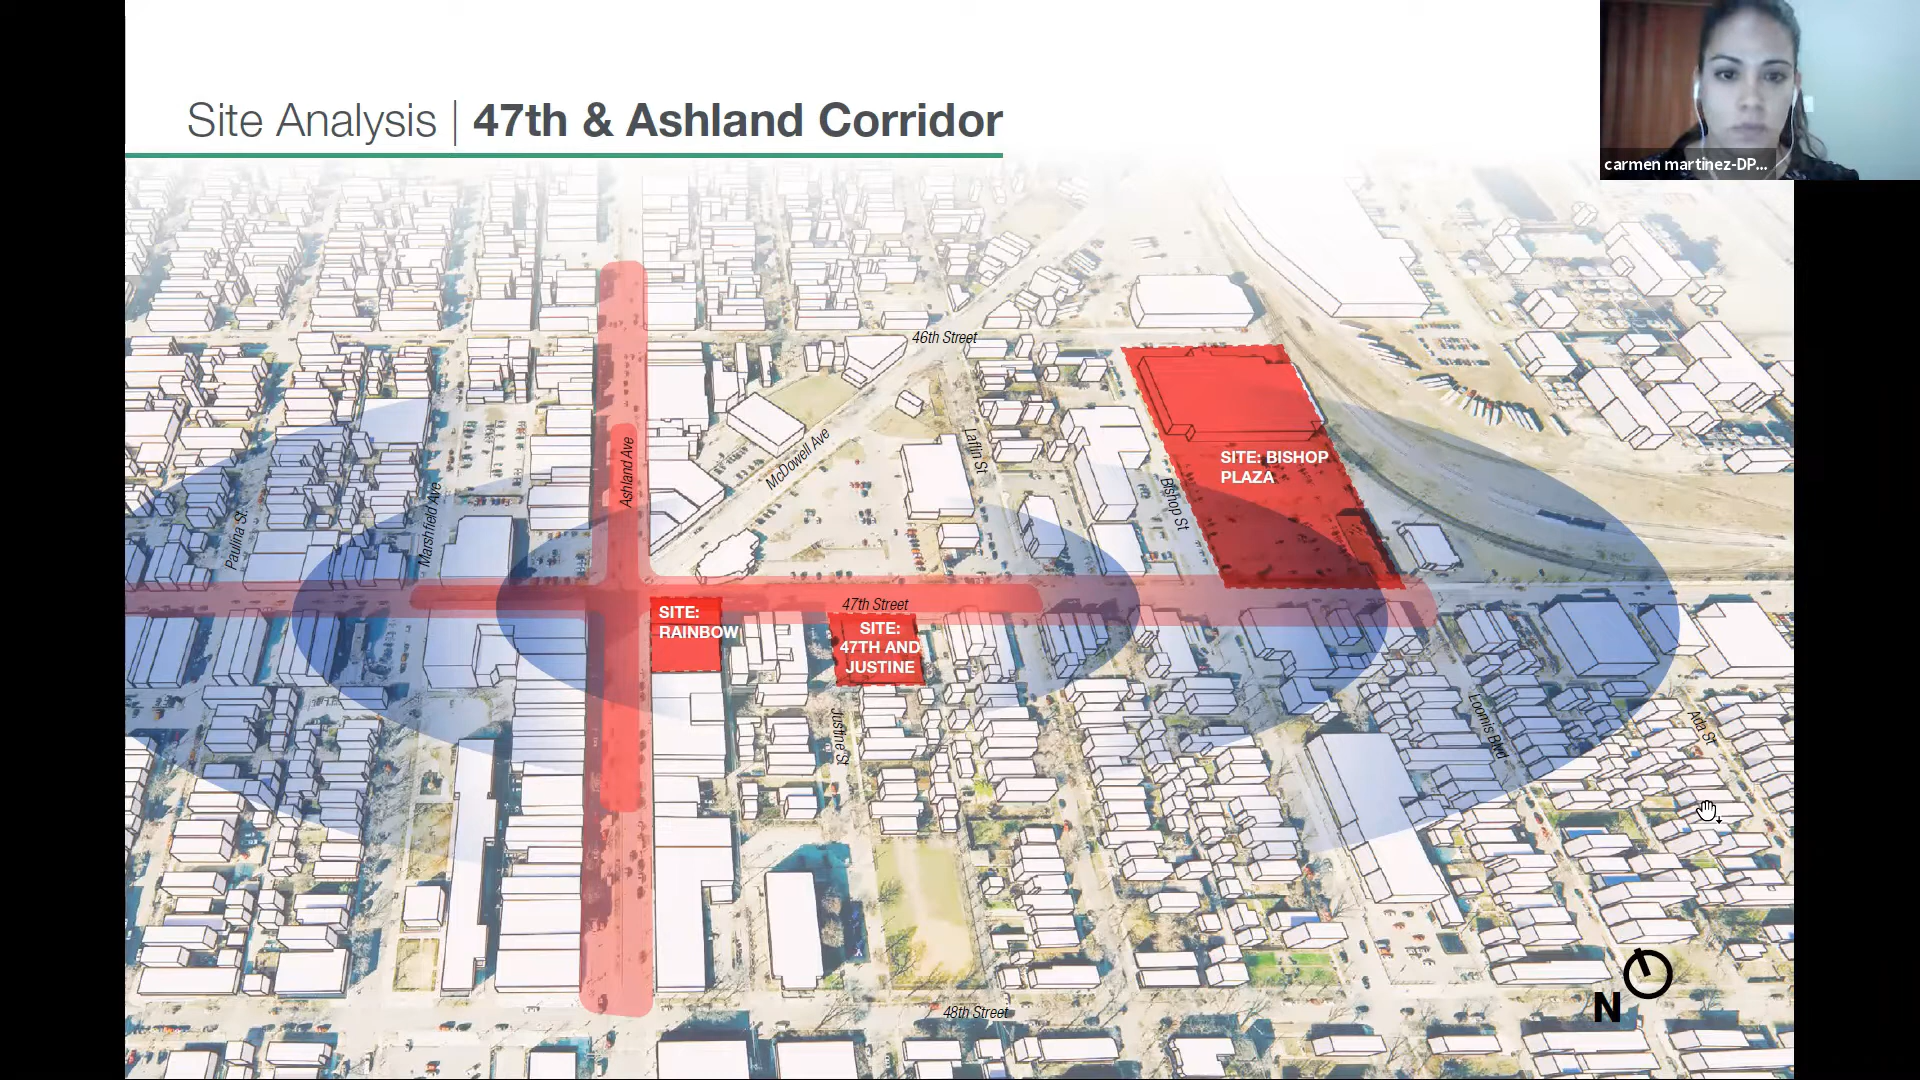 Site Analysis | 47th & Ashland Corridor
carmen martinez-DP...
46th Street
Ashland Ave
McDowell Ave
Laflin St
SITE: BISHOP
PLAZA
Bishop St
Paulina St.
Marshfield Ave
47th Street
SITE:
RAINBOW
SITE:
47TH AND
JUSTINE
Justine St
Loomis Blvd
Ada St
48th Street
N